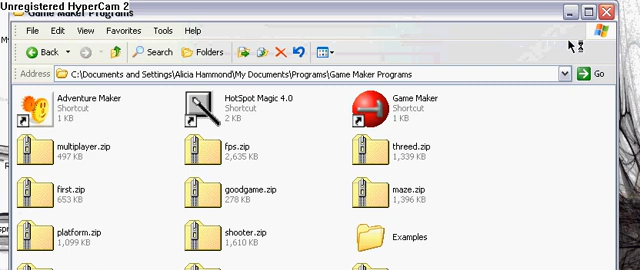 Unregistered HyperCam 2
Game Maker Programs
File Edit View Favorites Tools
Back Search Folders
Address C:\Documents and Settings\Alicia Hammond\My Documents\Programs\Game Maker Programs Go
Adventure Maker HotSpot Magic 4.0 Game Maker
Shortcut Shortcut Shortcut
1 KB 2 KB 1 KB
multiplayer.zip fps.zip threed.zip
497 KB 2,635 KB 1,339 KB
first.zip goodgame.zip maze.zip
653 KB 278 KB 1,396 KB
platform.zip shooter.zip Examples
1,099 KB 1,610 KB